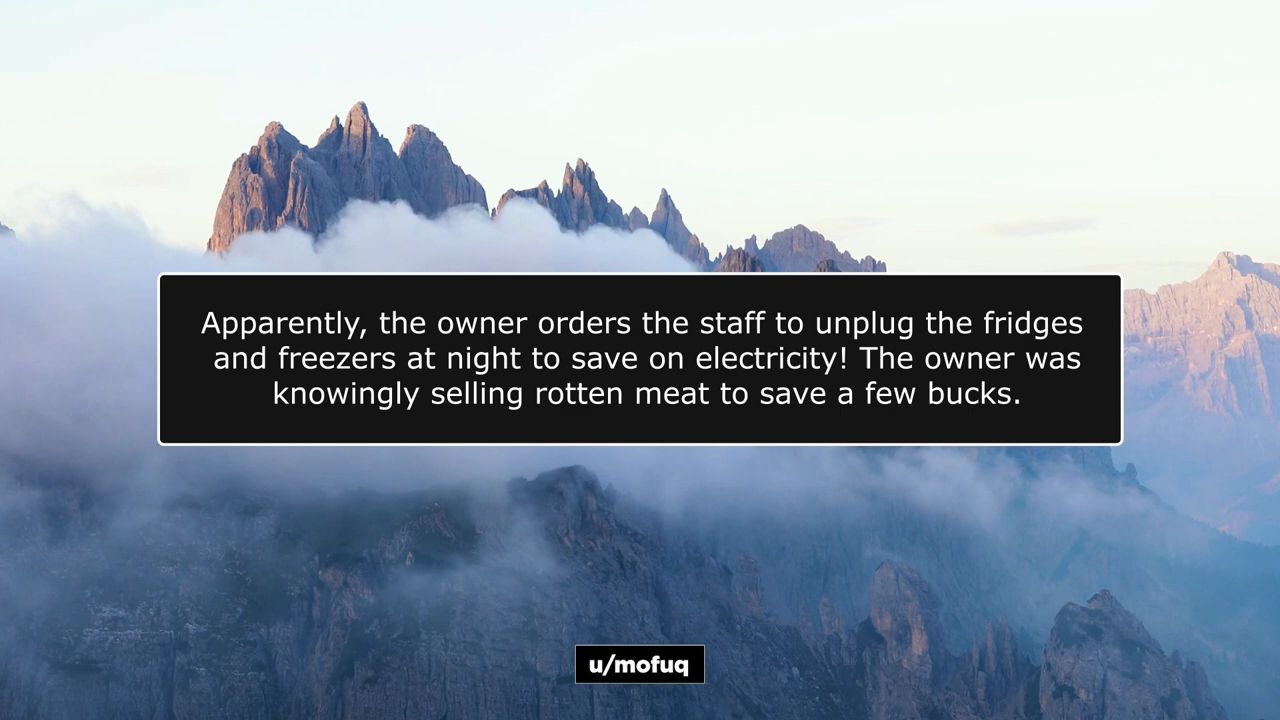 Apparently, the owner orders the staff to unplug the fridges
and freezers at night to save on electricity! The owner was
knowingly selling rotten meat to save a few bucks.
u/mofuq